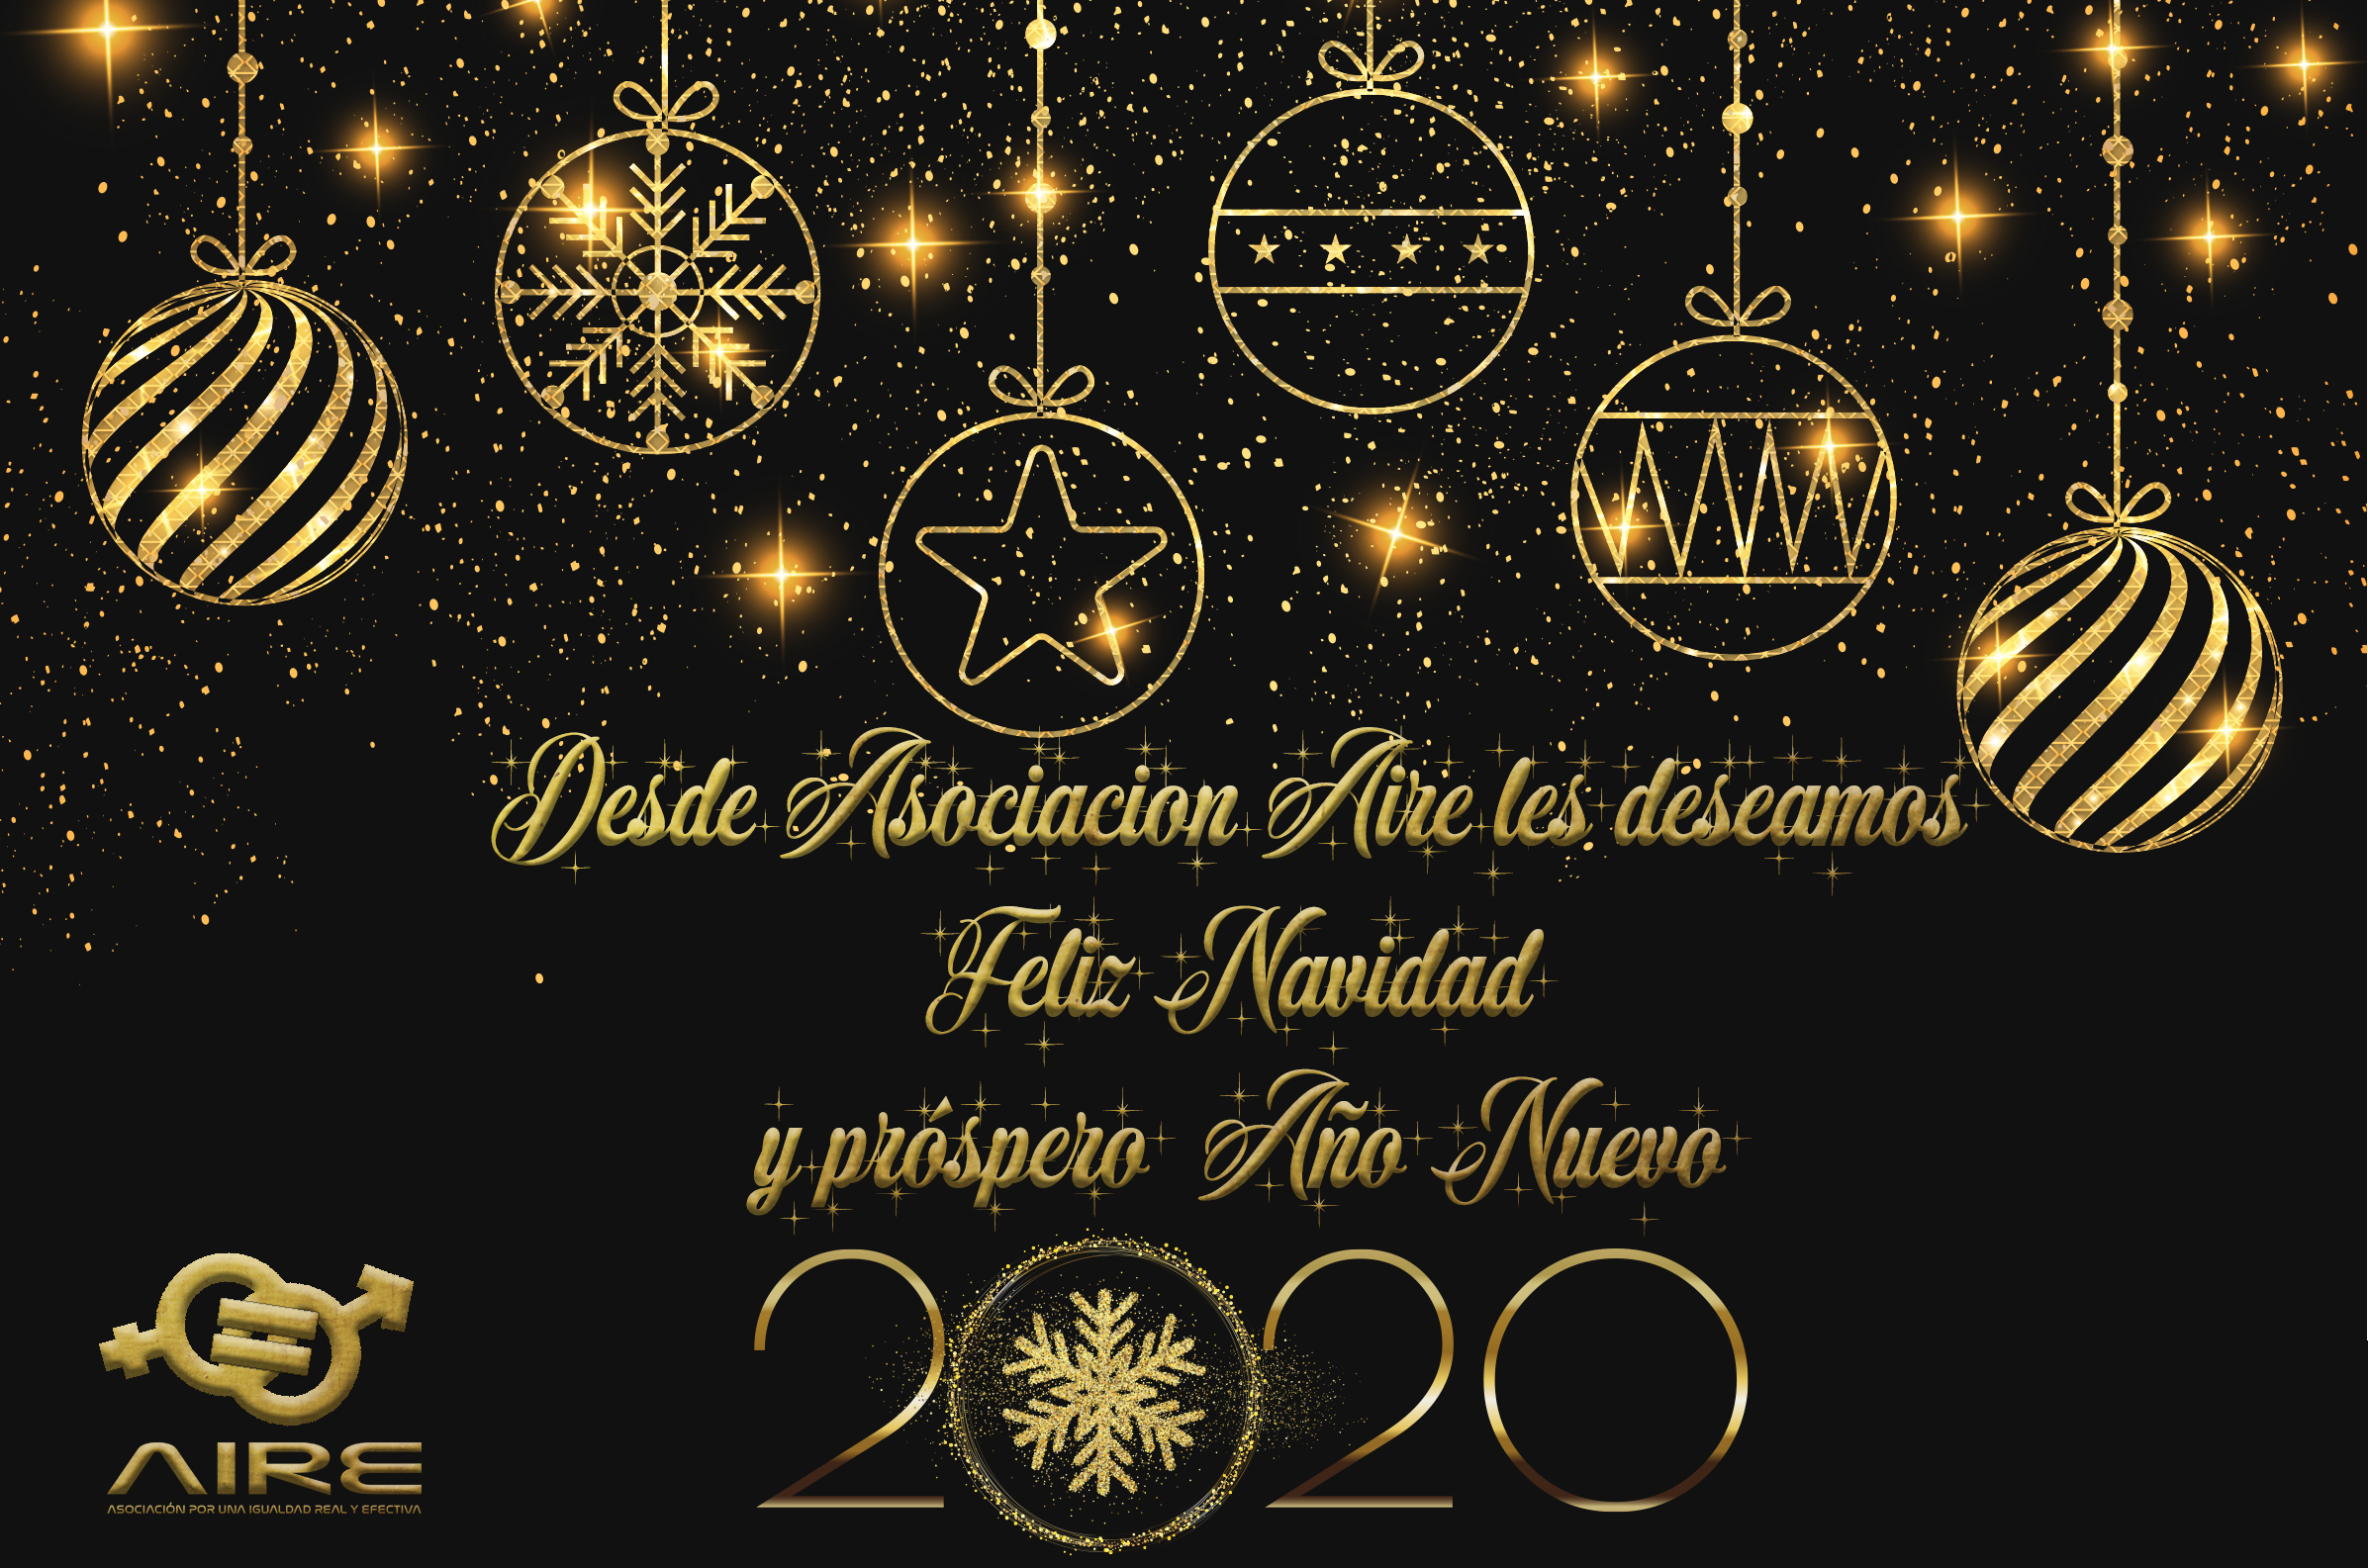 Desde Asociacion Aire les deseamos
Feliz Navidad
y próspero Año Nuevo
2020
AIRE
ASOCIACIÓN POR UNA IGUALDAD REAL Y EFECTIVA